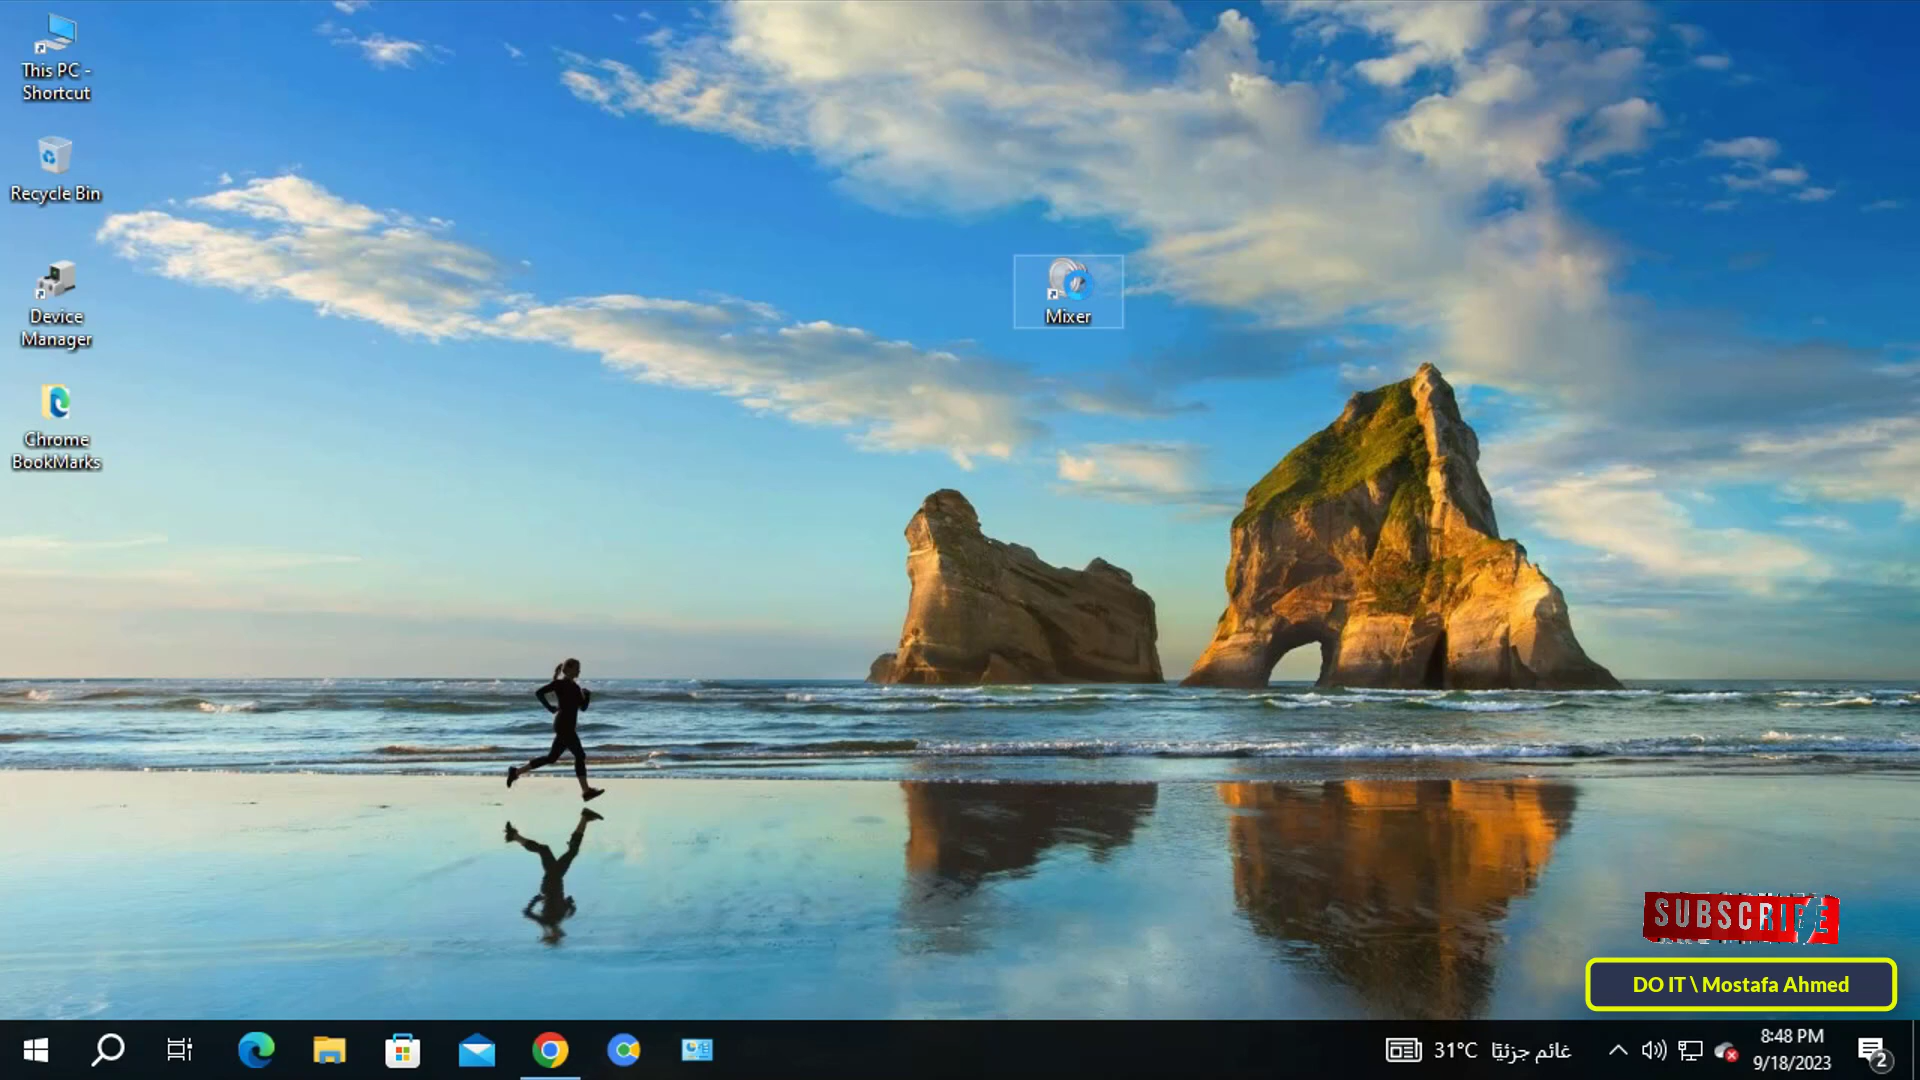 This PC -
Shortcut
Recycle Bin
Device
Manager
Chrome
BookMarks
Mixer
SUBSCRIBE
DO IT \ Mostafa Ahmed
31°C غائم جزئيًا
8:48 PM
9/18/2023
2